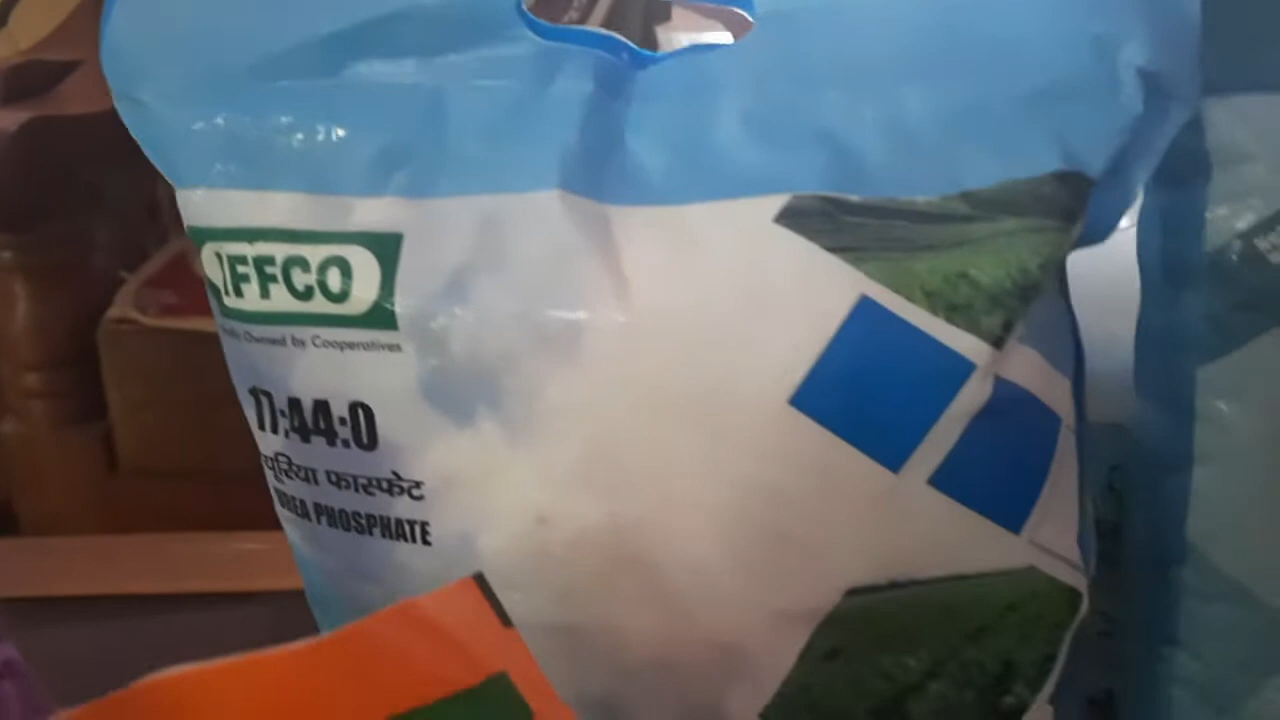 IFFCO
Owned by Cooperatives
17:44:0
यूरिया फास्फेट
UREA PHOSPHATE